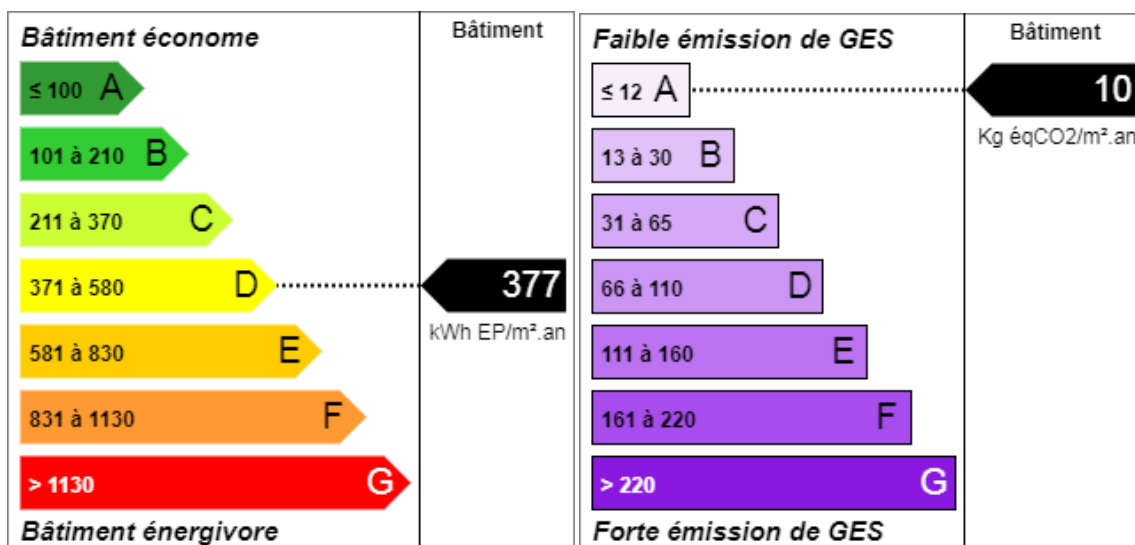 Bâtiment économe
Bâtiment
≤ 100 A
101 à 210 B
211 à 370 C
371 à 580 D
377
kWh EP/m².an
581 à 830 E
831 à 1130 F
> 1130 G
Bâtiment énergivore
Faible émission de GES
Bâtiment
≤ 12 A
10
Kg éqCO2/m².an
13 à 30 B
31 à 65 C
66 à 110 D
111 à 160 E
161 à 220 F
> 220 G
Forte émission de GES